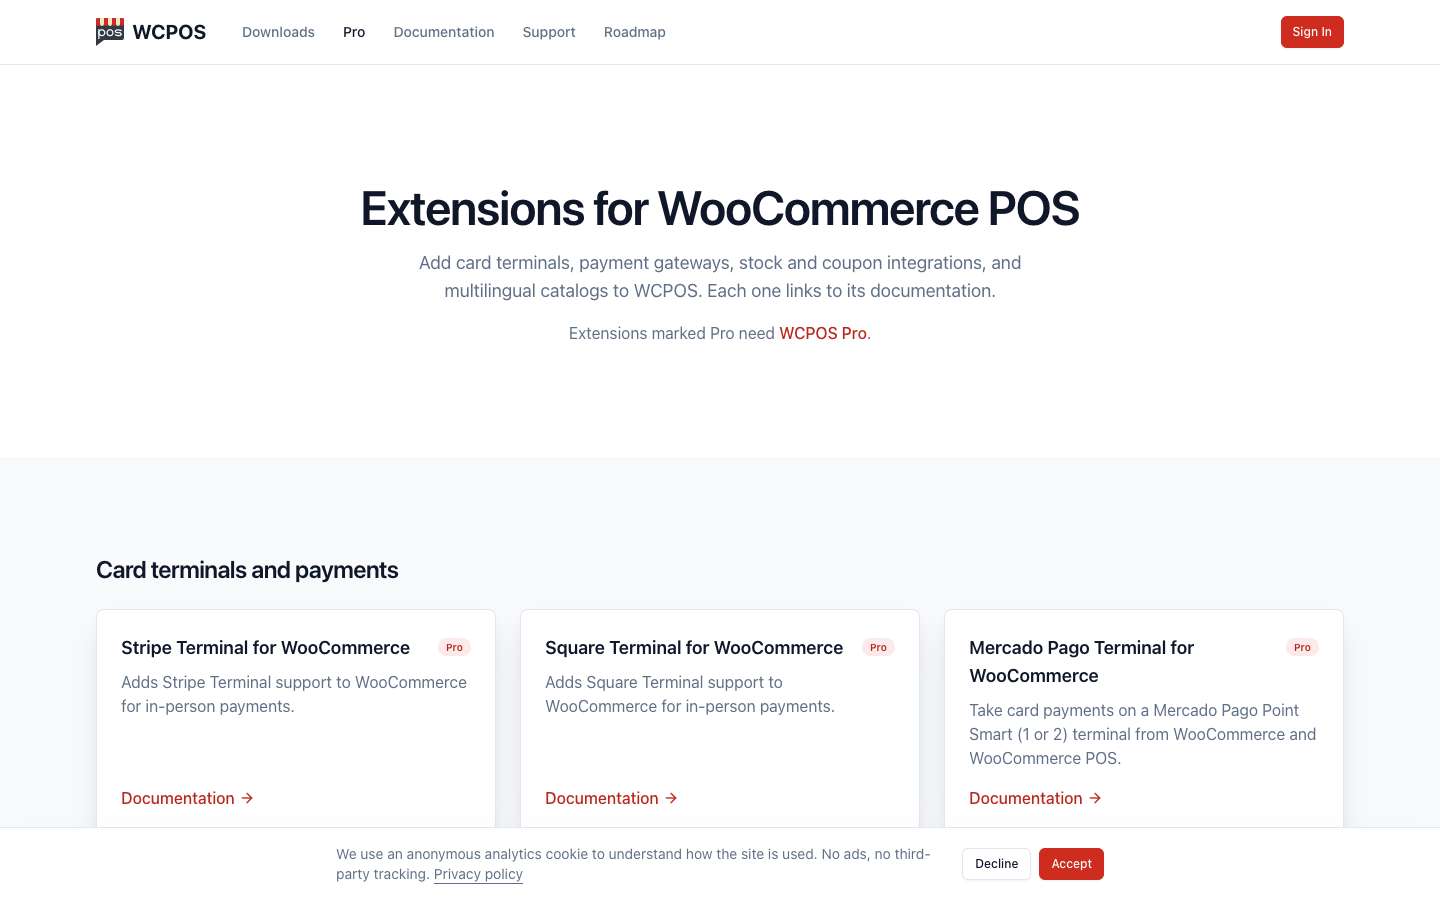 pos WCPOS Downloads Pro Documentation Support Roadmap Sign In
Extensions for WooCommerce POS
Add card terminals, payment gateways, stock and coupon integrations, and
multilingual catalogs to WCPOS. Each one links to its documentation.
Extensions marked Pro need WCPOS Pro.
Card terminals and payments
Stripe Terminal for WooCommerce Pro
Adds Stripe Terminal support to WooCommerce
for in-person payments.
Documentation →
Square Terminal for WooCommerce Pro
Adds Square Terminal support to
WooCommerce for in-person payments.
Documentation →
Mercado Pago Terminal for Pro
WooCommerce
Take card payments on a Mercado Pago Point
Smart (1 or 2) terminal from WooCommerce and
WooCommerce POS.
Documentation →
We use an anonymous analytics cookie to understand how the site is used. No ads, no third-
party tracking. Privacy policy
Decline Accept